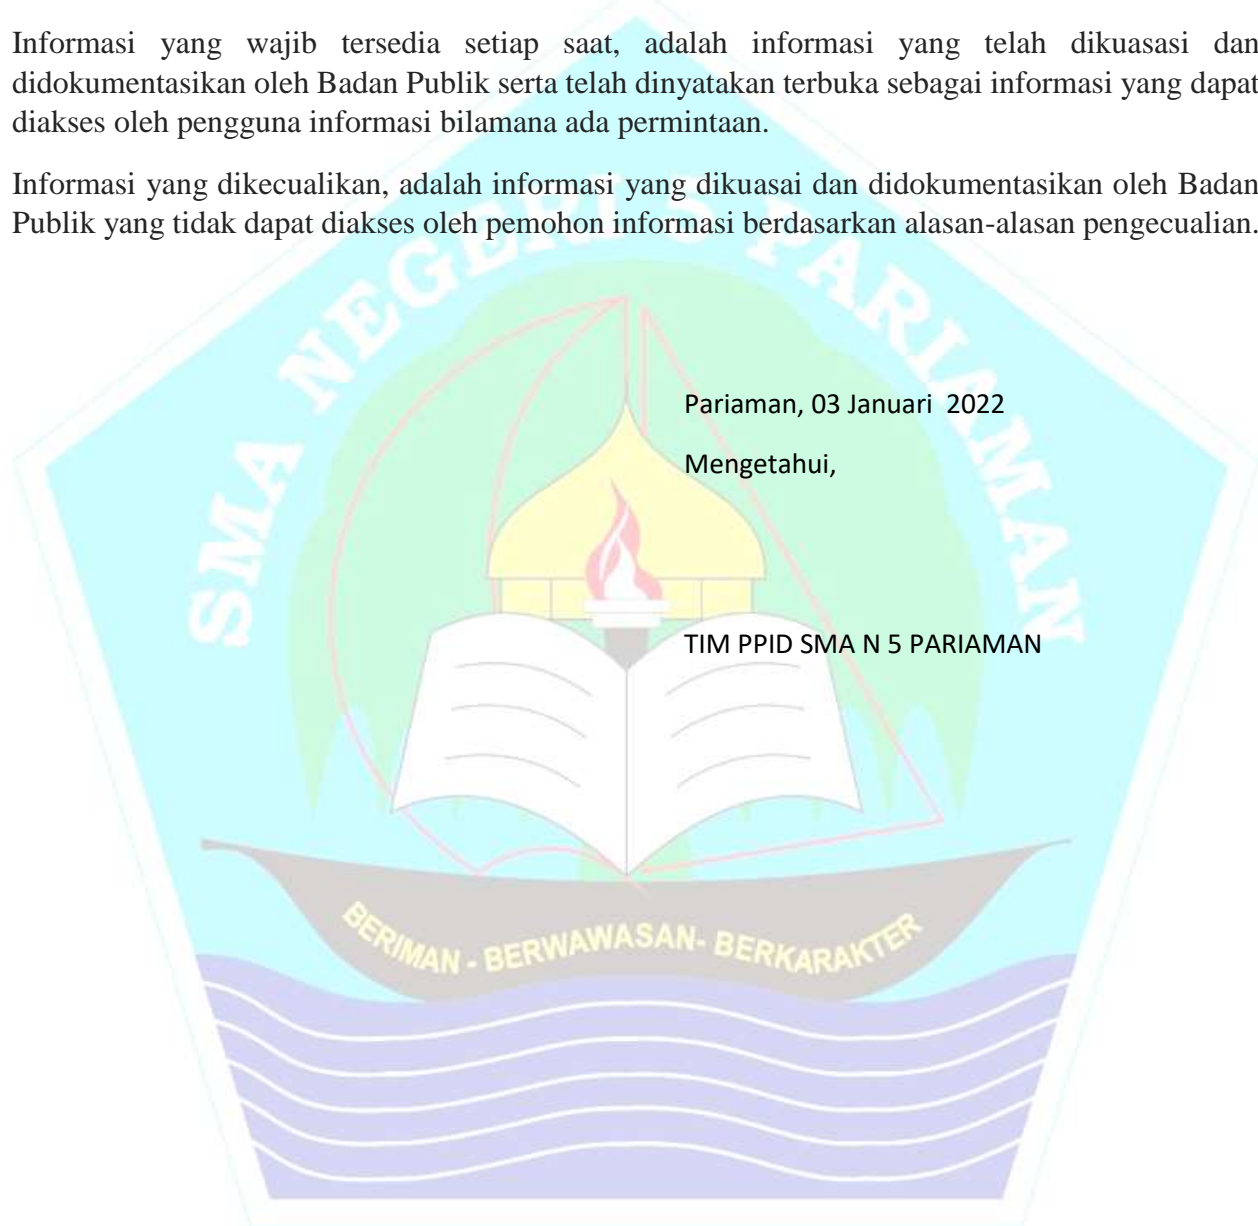 Informasi yang wajib tersedia setiap saat, adalah informasi yang telah dikuasasi dan
didokumentasikan oleh Badan Publik serta telah dinyatakan terbuka sebagai informasi yang dapat
diakses oleh pengguna informasi bilamana ada permintaan.
Informasi yang dikecualikan, adalah informasi yang dikuasai dan didokumentasikan oleh Badan
Publik yang tidak dapat diakses oleh pemohon informasi berdasarkan alasan-alasan pengecualian.
SMA NEGERI 5 PARIAMAN
Pariaman, 03 Januari 2022
Mengetahui,
TIM PPID SMA N 5 PARIAMAN
BERIMAN - BERWAWASAN- BERKARAKTER